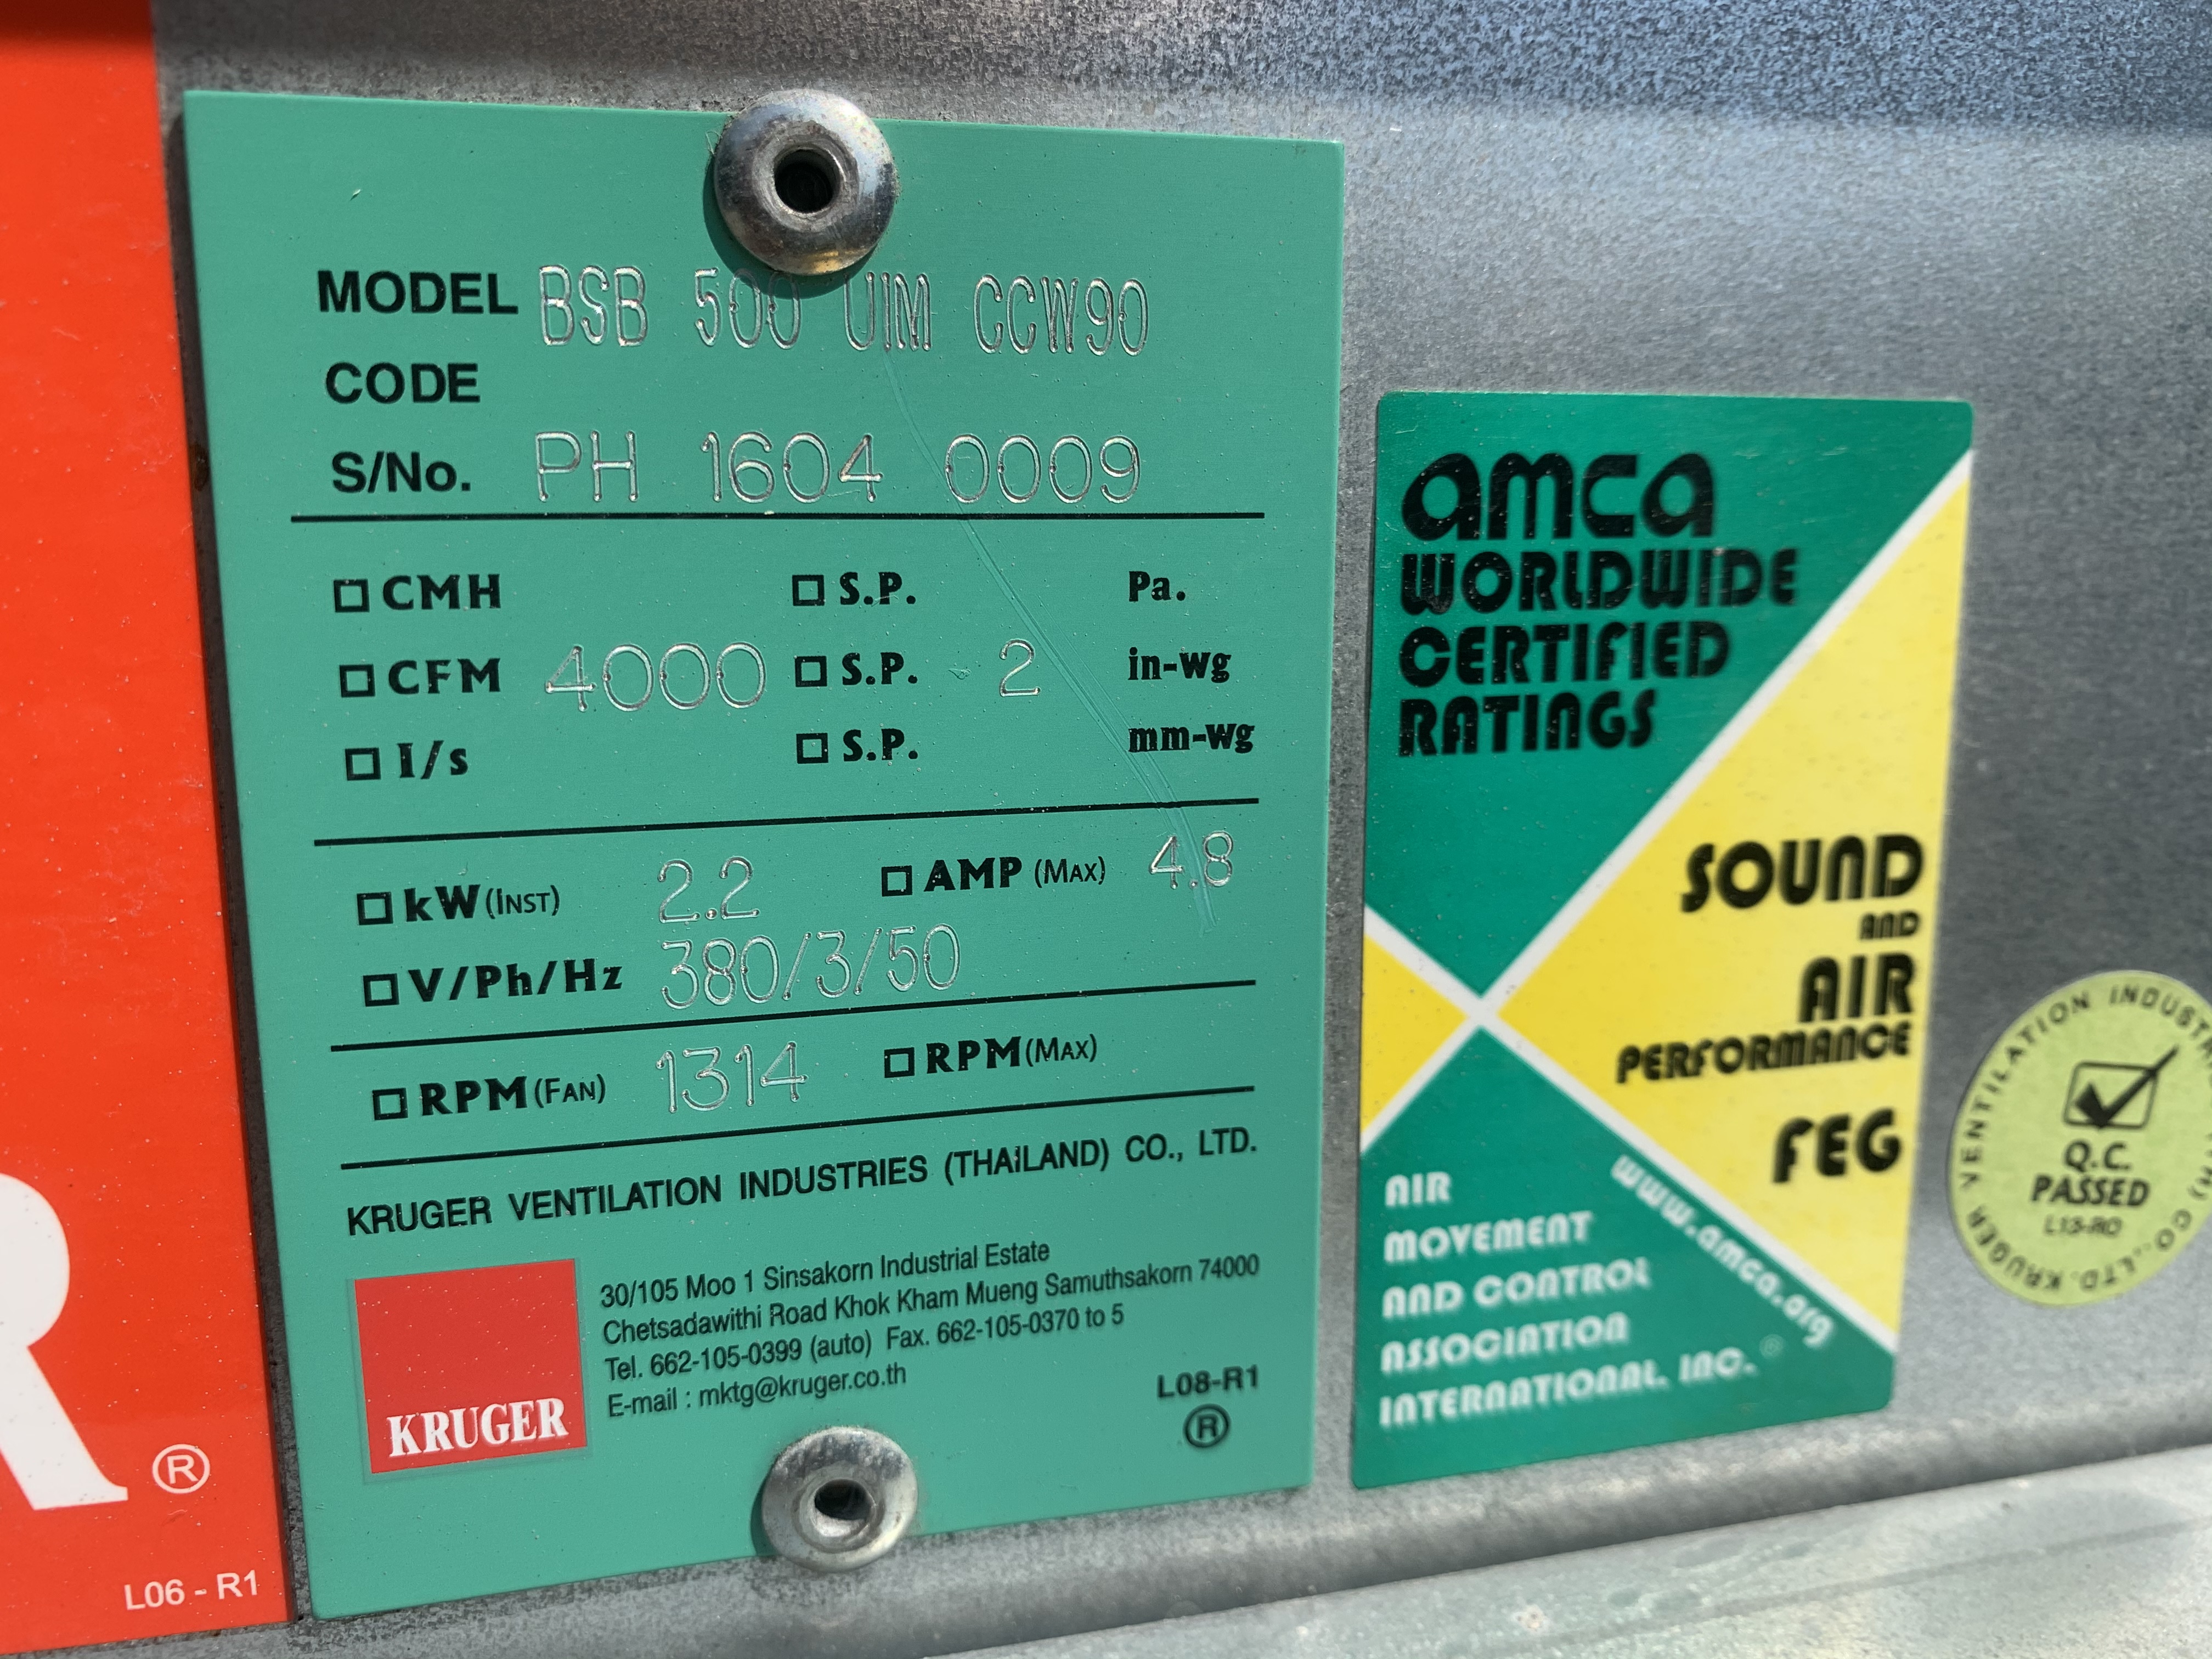 MODEL BSB 500 UIM CCW90
CODE
S/No. PH 1604 0009
CMH S.P. Pa.
CFM 4000 S.P. 2 in-wg
l/s S.P. mm-wg
kW (INST) 2.2 AMP (MAX) 4.8
V/Ph/Hz 380/3/50
RPM (FAN) 1314 RPM (MAX)
KRUGER VENTILATION INDUSTRIES (THAILAND) CO., LTD.
KRUGER
30/105 Moo 1 Sinsakorn Industrial Estate
Chetsadawithi Road Khok Kham Mueng Samuthsakorn 74000
Tel. 662-105-0399 (auto) Fax. 662-105-0370 to 5
E-mail : mktg@kruger.co.th
L08-R1
®
R ®
L06 - R1
amca
WORLDWIDE
CERTIFIED
RATINGS
SOUND
AND
AIR
PERFORMANCE
FEG
AIR
MOVEMENT
AND CONTROL
ASSOCIATION
INTERNATIONAL, INC. ®
www.amca.org
KRUGER VENTILATION CO., LTD.
Q.C.
PASSED